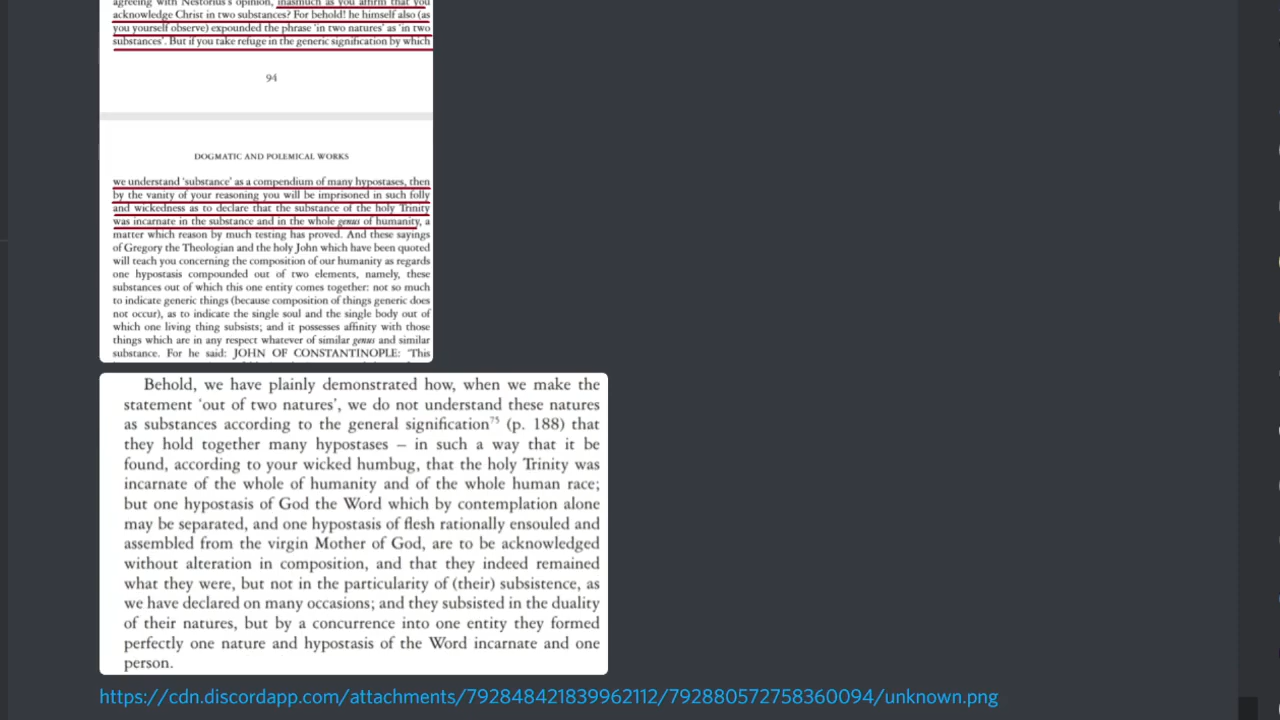 agreeing with Nestorius's opinion, inasmuch as you affirm that you
acknowledge Christ in two substances? For behold! he himself also (as
you yourself observe) expounded the phrase 'in two natures' as 'in two
substances'. But if you take refuge in the generic signification by which
94
DOGMATIC AND POLEMICAL WORKS
we understand 'substance' as a compendium of many hypostases, then
by the vanity of your reasoning you will be imprisoned in such folly
and wickedness as to declare that the substance of the holy Trinity
was incarnate in the substance and in the whole genus of humanity, a
matter which reason by much testing has proved. And these sayings
of Gregory the Theologian and the holy John which have been quoted
will teach you concerning the composition of our humanity as regards
one hypostasis compounded out of two elements, namely, these
substances out of which this one entity comes together: not so much
to indicate generic things (because composition of things generic does
not occur), as to indicate the single soul and the single body out of
which one living thing subsists; and it possesses affinity with those
things which are in any respect whatever of similar genus and similar
substance. For he said: JOHN OF CONSTANTINOPLE: 'This
Behold, we have plainly demonstrated how, when we make the
statement 'out of two natures', we do not understand these natures
as substances according to the general signification⁷⁵ (p. 188) that
they hold together many hypostases – in such a way that it be
found, according to your wicked humbug, that the holy Trinity was
incarnate of the whole of humanity and of the whole human race;
but one hypostasis of God the Word which by contemplation alone
may be separated, and one hypostasis of flesh rationally ensouled and
assembled from the virgin Mother of God, are to be acknowledged
without alteration in composition, and that they indeed remained
what they were, but not in the particularity of (their) subsistence, as
we have declared on many occasions; and they subsisted in the duality
of their natures, but by a concurrence into one entity they formed
perfectly one nature and hypostasis of the Word incarnate and one
person.
https://cdn.discordapp.com/attachments/792848421839962112/792880572758360094/unknown.png